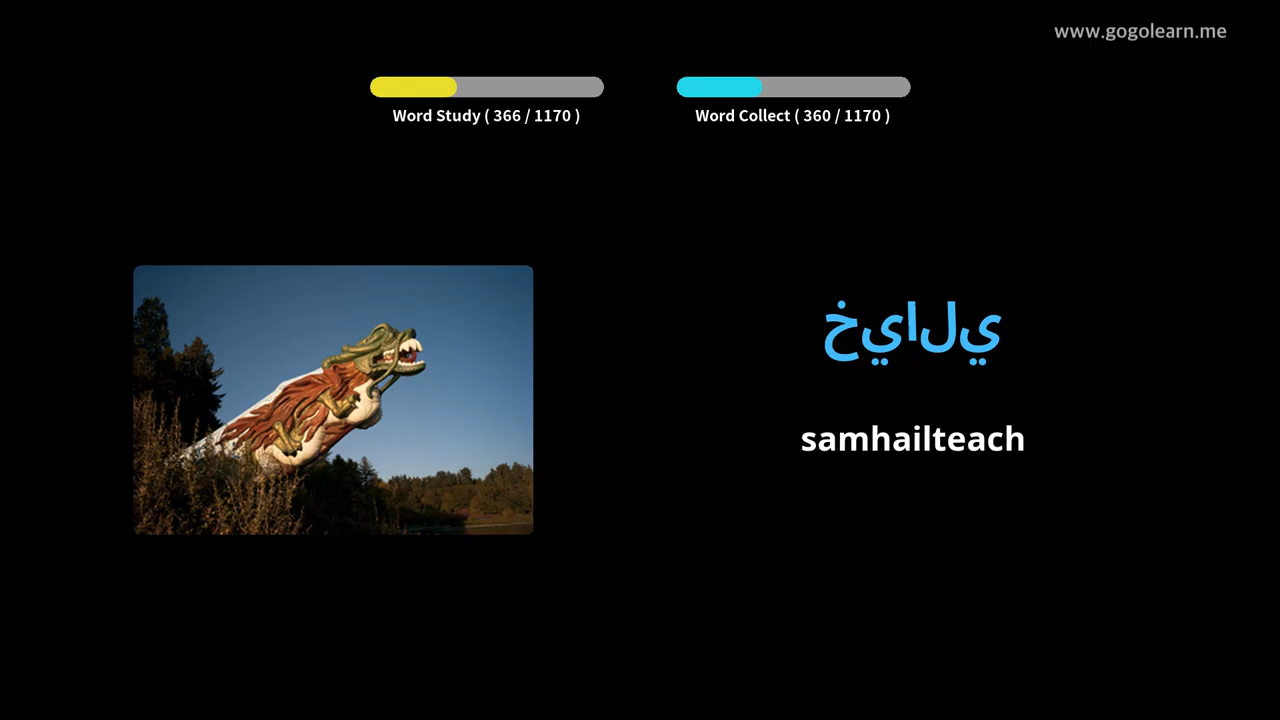 www.gogolearn.me
Word Study ( 366 / 1170 )
Word Collect ( 360 / 1170 )
خيالي
samhailteach